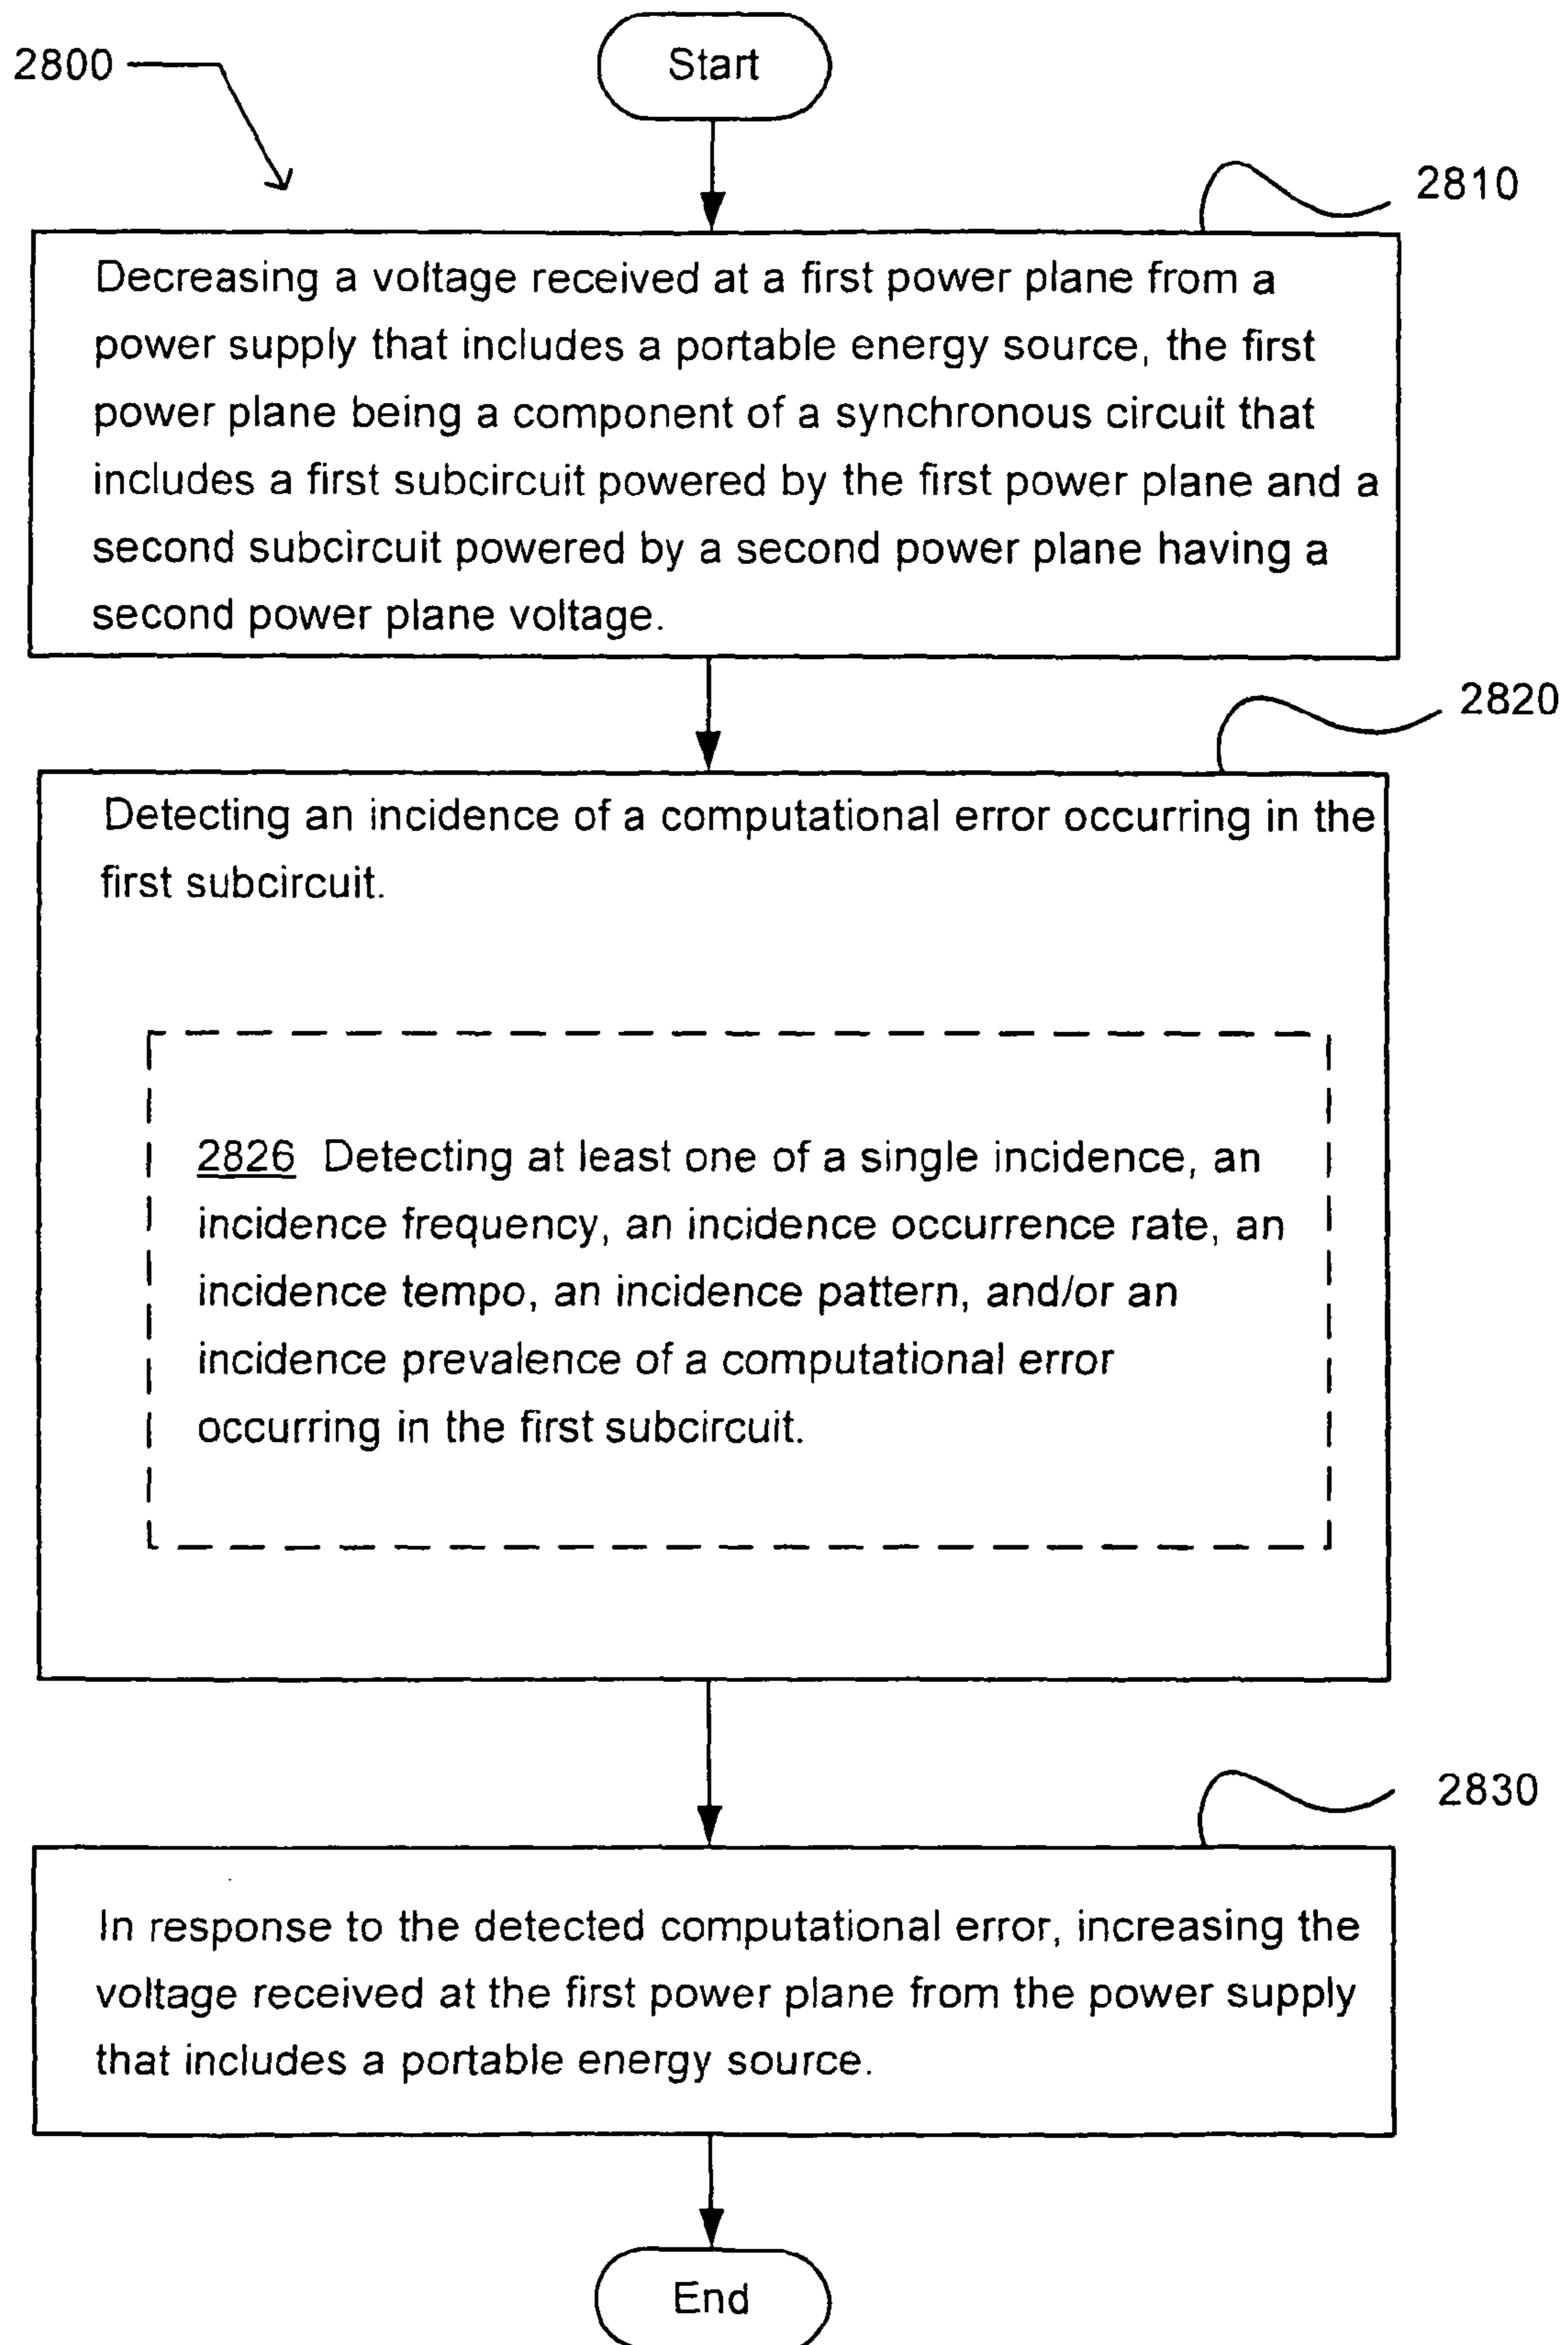 Start
2800
2810
Decreasing a voltage received at a first power plane from a
power supply that includes a portable energy source, the first
power plane being a component of a synchronous circuit that
includes a first subcircuit powered by the first power plane and a
second subcircuit powered by a second power plane having a
second power plane voltage.
2820
Detecting an incidence of a computational error occurring in the
first subcircuit.
2826 Detecting at least one of a single incidence, an
incidence frequency, an incidence occurrence rate, an
incidence tempo, an incidence pattern, and/or an
incidence prevalence of a computational error
occurring in the first subcircuit.
2830
In response to the detected computational error, increasing the
voltage received at the first power plane from the power supply
that includes a portable energy source.
End